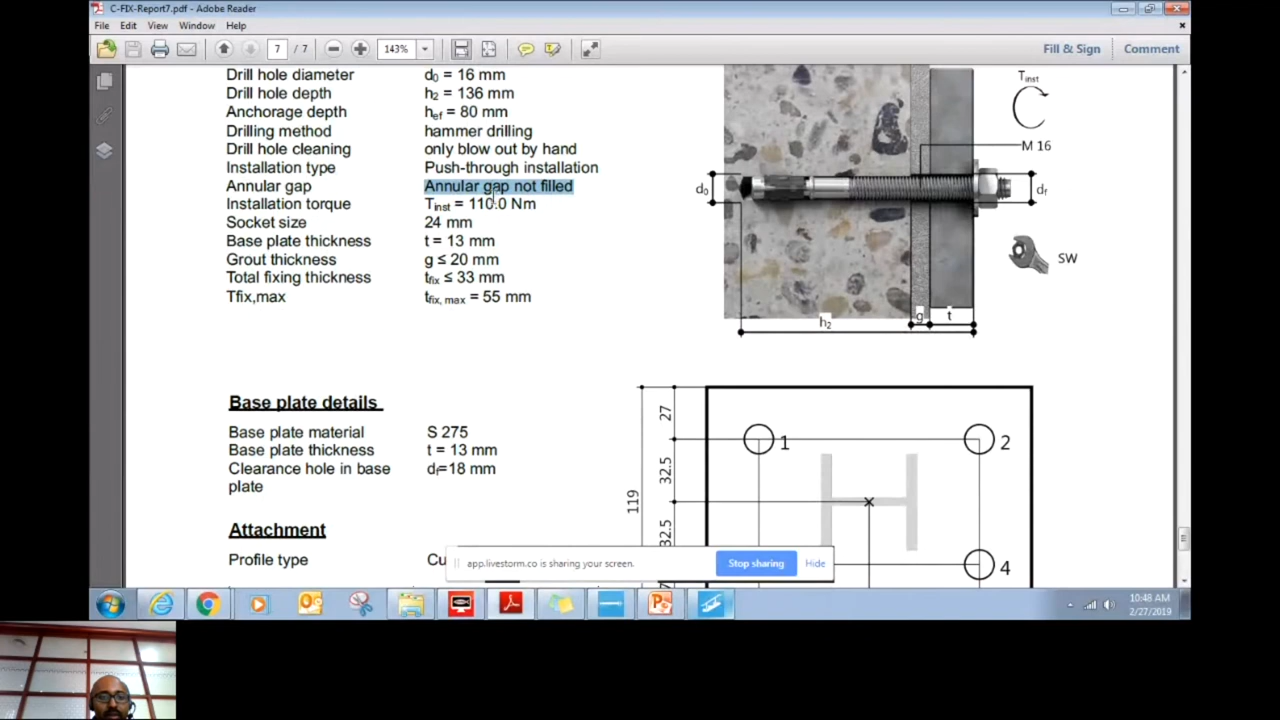 C-FIX-Report7.pdf - Adobe Reader
File Edit View Window Help
7 / 7 143% Fill & Sign Comment
Drill hole diameter d0 = 16 mm
Drill hole depth h2 = 136 mm
Anchorage depth hef = 80 mm
Drilling method hammer drilling
Drill hole cleaning only blow out by hand
Installation type Push-through installation
Annular gap Annular gap not filled
Installation torque Tinst = 110.0 Nm
Socket size 24 mm
Base plate thickness t = 13 mm
Grout thickness g ≤ 20 mm
Total fixing thickness tfix ≤ 33 mm
Tfix,max tfix, max = 55 mm
Tinst
M 16
d0
df
SW
g
t
h2
Base plate details
Base plate material S 275
Base plate thickness t = 13 mm
Clearance hole in base df=18 mm
plate
Attachment
Profile type Cu
27
32.5
119
32.5
1
2
4
app.livestorm.co is sharing your screen. Stop sharing Hide
10:48 AM
2/27/2019